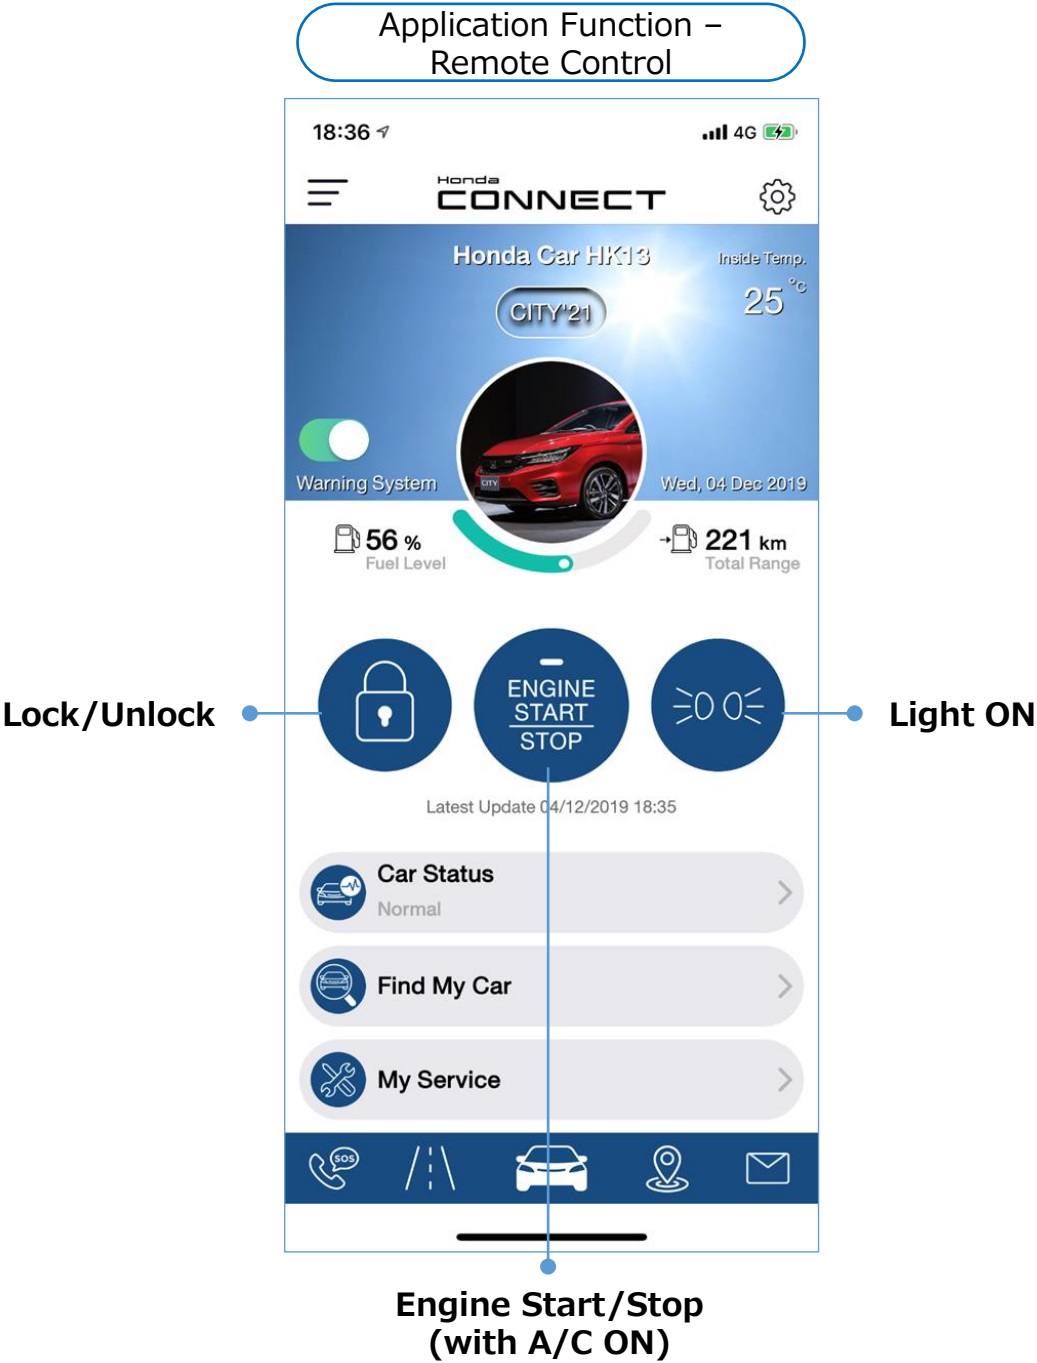 Application Function –
Remote Control
18:36
4G
Honda
CONNECT
Honda Car HK13
Inside Temp.
25 °C
CITY'21
CITY
Warning System
Wed, 04 Dec 2019
56 %
Fuel Level
221 km
Total Range
Lock/Unlock
ENGINE
START
STOP
Light ON
Latest Update 04/12/2019 18:35
Car Status
Normal
Find My Car
My Service
SOS
Engine Start/Stop
(with A/C ON)